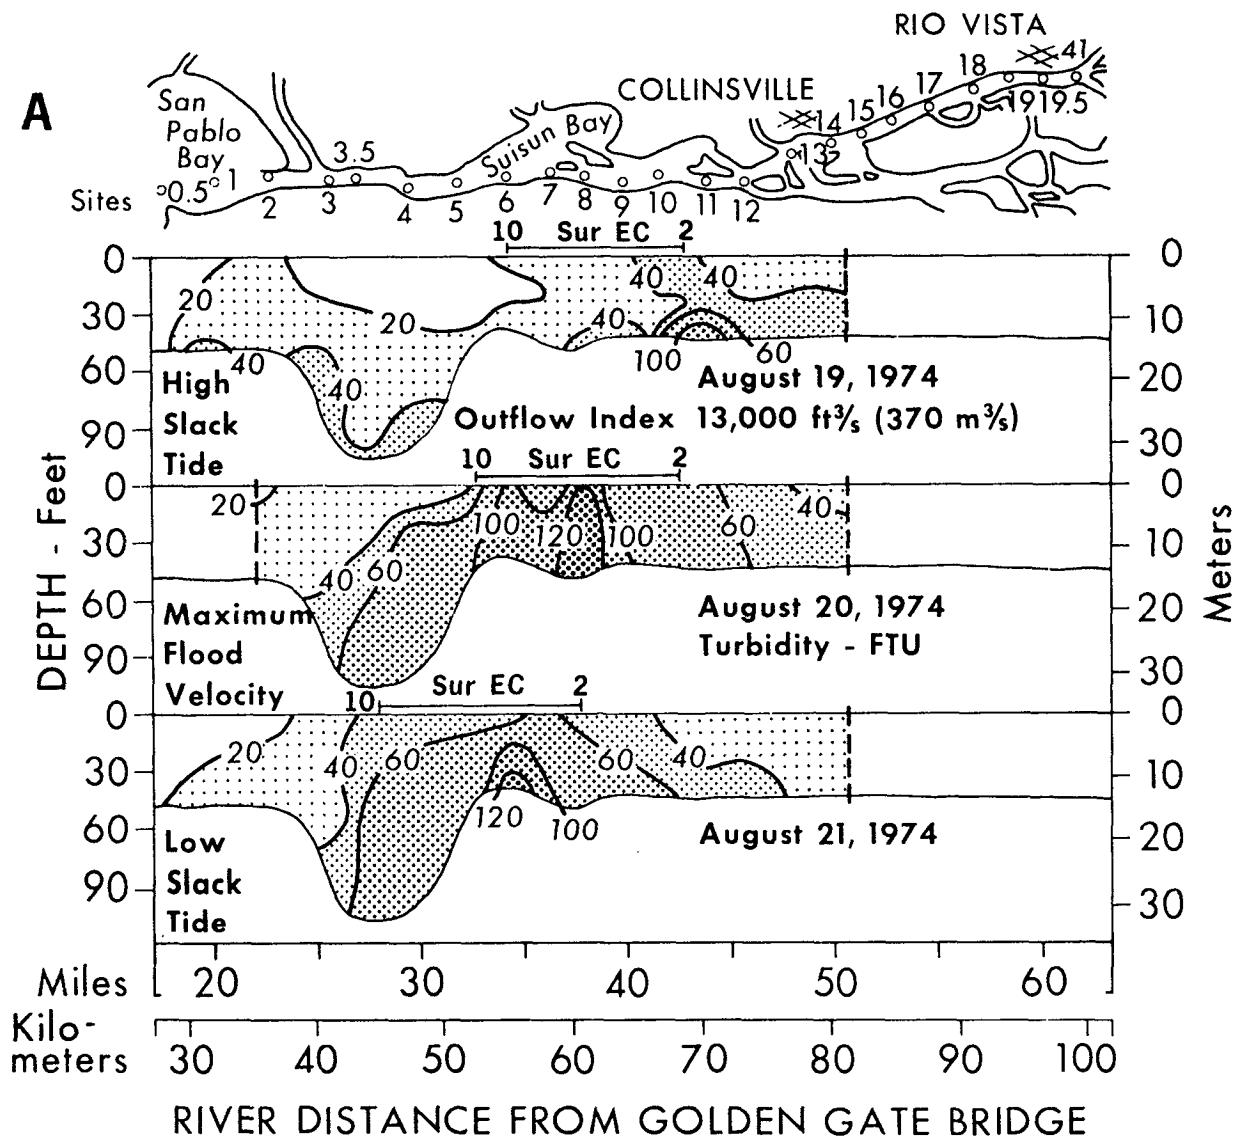 A
RIO VISTA
COLLINSVILLE
San
Pablo
Bay
Suisun Bay
Sites
0.5 1 2 3 3.5 4 5 6 7 8 9 10 11 12 13 14 15 16 17 18 19 19.5 41
10 Sur EC 2
0 30 60 90
20 40 40 20 40 40 40 100 60
0 10 20 30
High
Slack
Tide
August 19, 1974
Outflow Index 13,000 ft³/s (370 m³/s)
10 Sur EC 2
0 30 60 90
20 40 60 100 120 100 60 40
0 10 20 30
Maximum
Flood
Velocity
August 20, 1974
Turbidity - FTU
10 Sur EC 2
0 30 60 90
20 40 60 120 100 60 40
0 10 20 30
Low
Slack
Tide
August 21, 1974
DEPTH - Feet
Meters
Miles 20 30 40 50 60
Kilo-
meters 30 40 50 60 70 80 90 100
RIVER DISTANCE FROM GOLDEN GATE BRIDGE